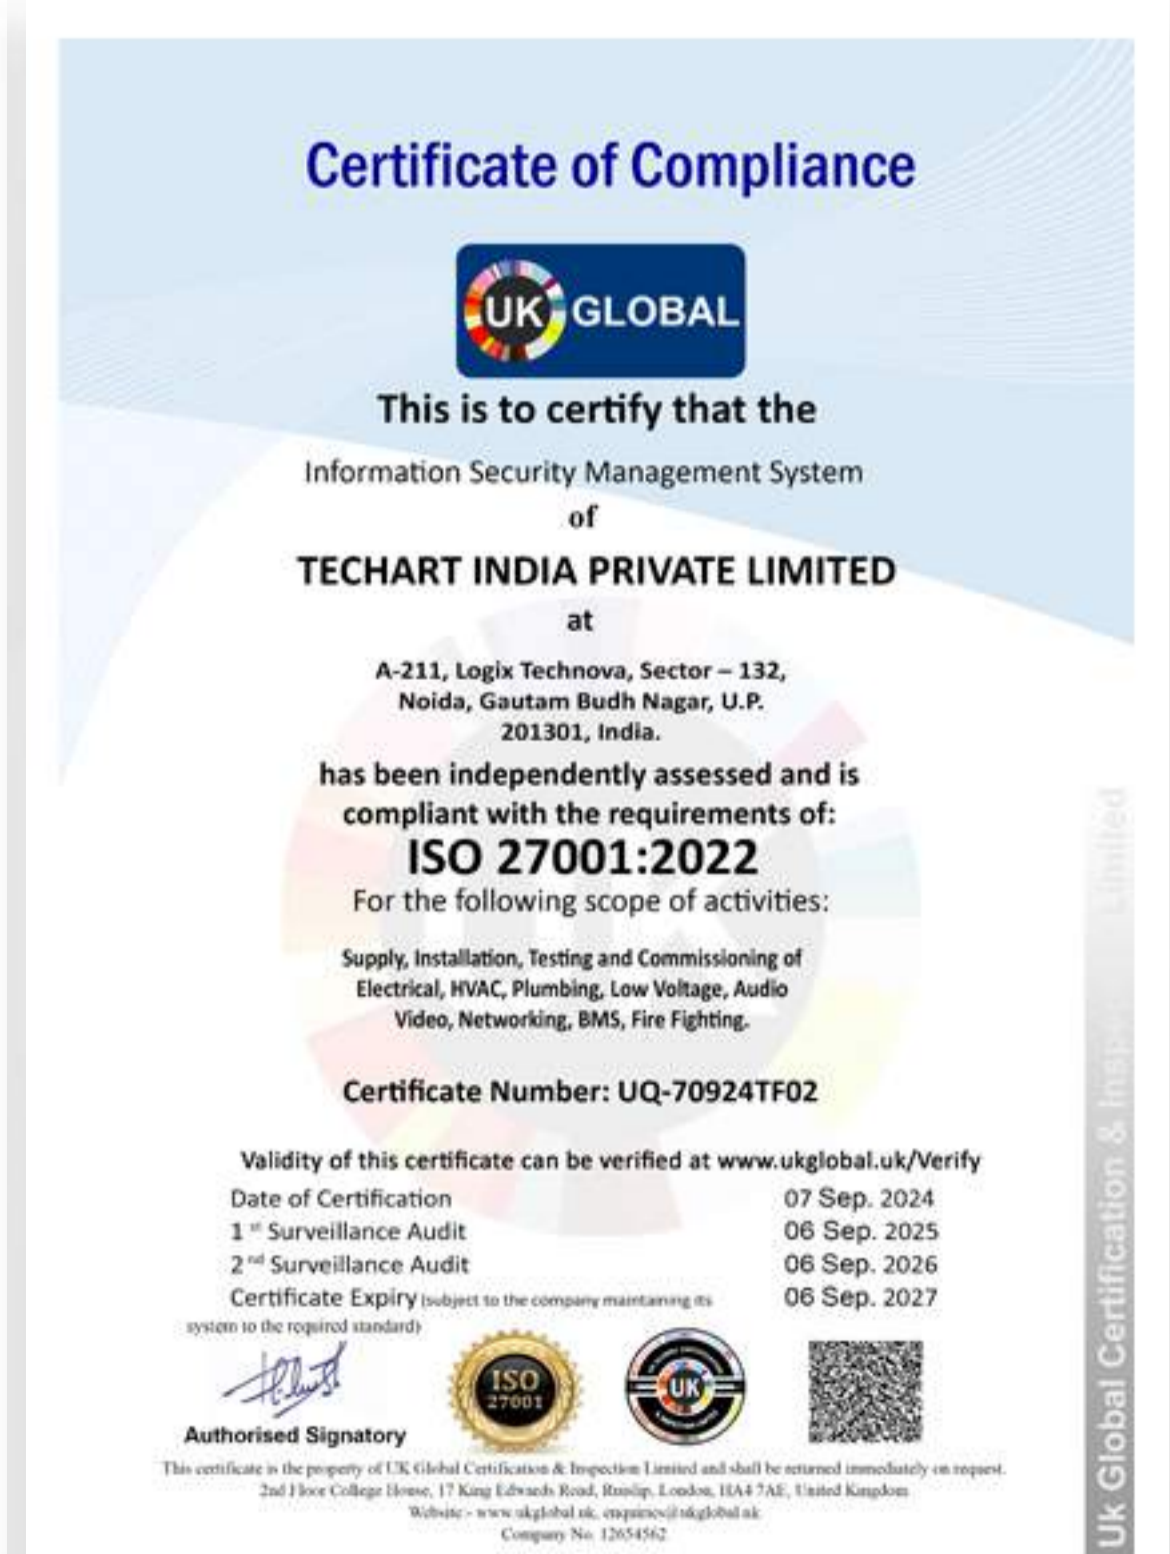 Certificate of Compliance
UK GLOBAL
This is to certify that the
Information Security Management System
of
TECHART INDIA PRIVATE LIMITED
at
A-211, Logix Technova, Sector – 132,
Noida, Gautam Budh Nagar, U.P.
201301, India.
has been independently assessed and is
compliant with the requirements of:
ISO 27001:2022
For the following scope of activities:
Supply, Installation, Testing and Commissioning of
Electrical, HVAC, Plumbing, Low Voltage, Audio
Video, Networking, BMS, Fire Fighting.
Certificate Number: UQ-70924TF02
Validity of this certificate can be verified at www.ukglobal.uk/Verify
Date of Certification 07 Sep. 2024
1st Surveillance Audit 06 Sep. 2025
2nd Surveillance Audit 06 Sep. 2026
Certificate Expiry (subject to the company maintaining its 06 Sep. 2027
system to the required standard)
ISO
27001
UK
Authorised Signatory
This certificate is the property of UK Global Certification & Inspection Limited and shall be returned immediately on request.
2nd Floor College House, 17 King Edwards Road, Ruislip, London, HA4 7AE, United Kingdom
Website - www.ukglobal.uk, enquiries@ukglobal.uk
Company No. 12654562
Uk Global Certification & Limited